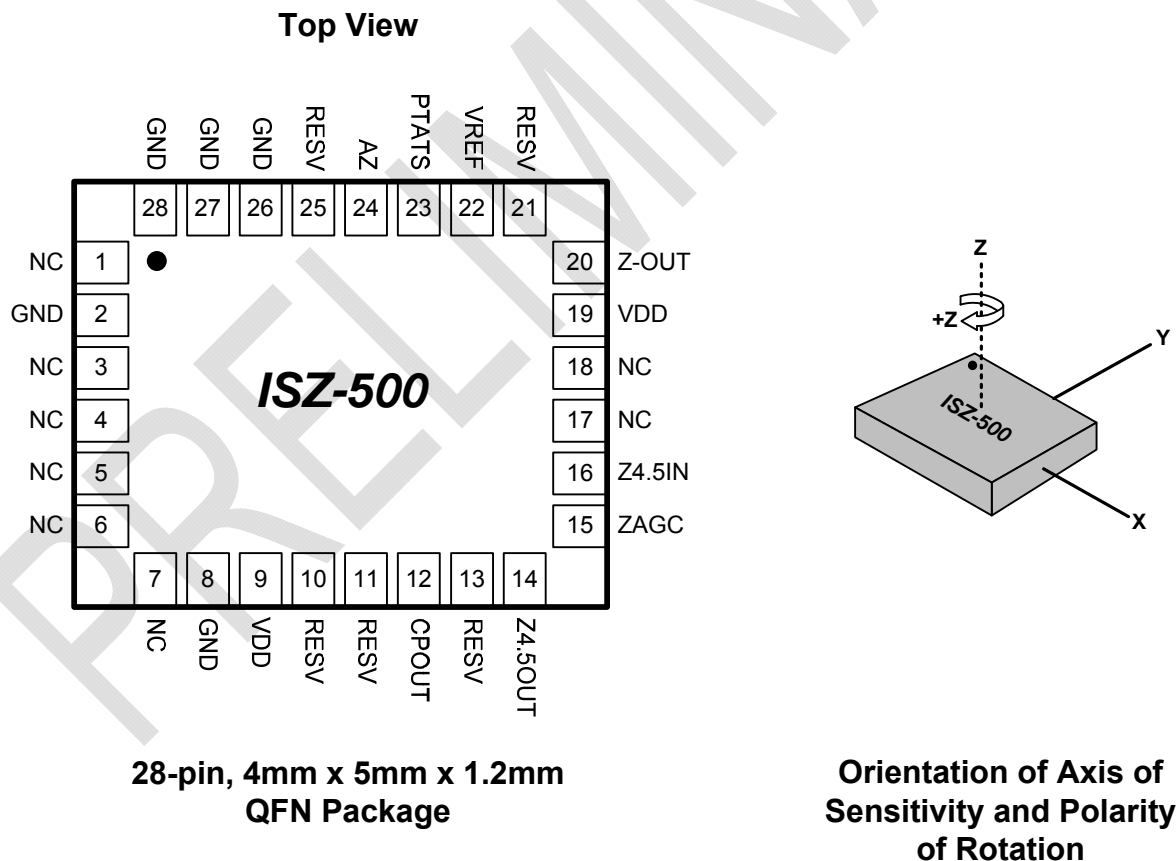 Top View
GND GND GND RESV AZ PTATS VREF RESV
28 27 26 25 24 23 22 21
NC 1 20 Z-OUT
GND 2 19 VDD
NC 3 18 NC
NC 4 17 NC
NC 5 16 Z4.5IN
NC 6 15 ZAGC
ISZ-500
7 8 9 10 11 12 13 14
NC GND VDD RESV RESV CPOUT RESV Z4.5OUT
28-pin, 4mm x 5mm x 1.2mm
QFN Package
Z
+Z
Y
ISZ-500
X
Orientation of Axis of
Sensitivity and Polarity
of Rotation